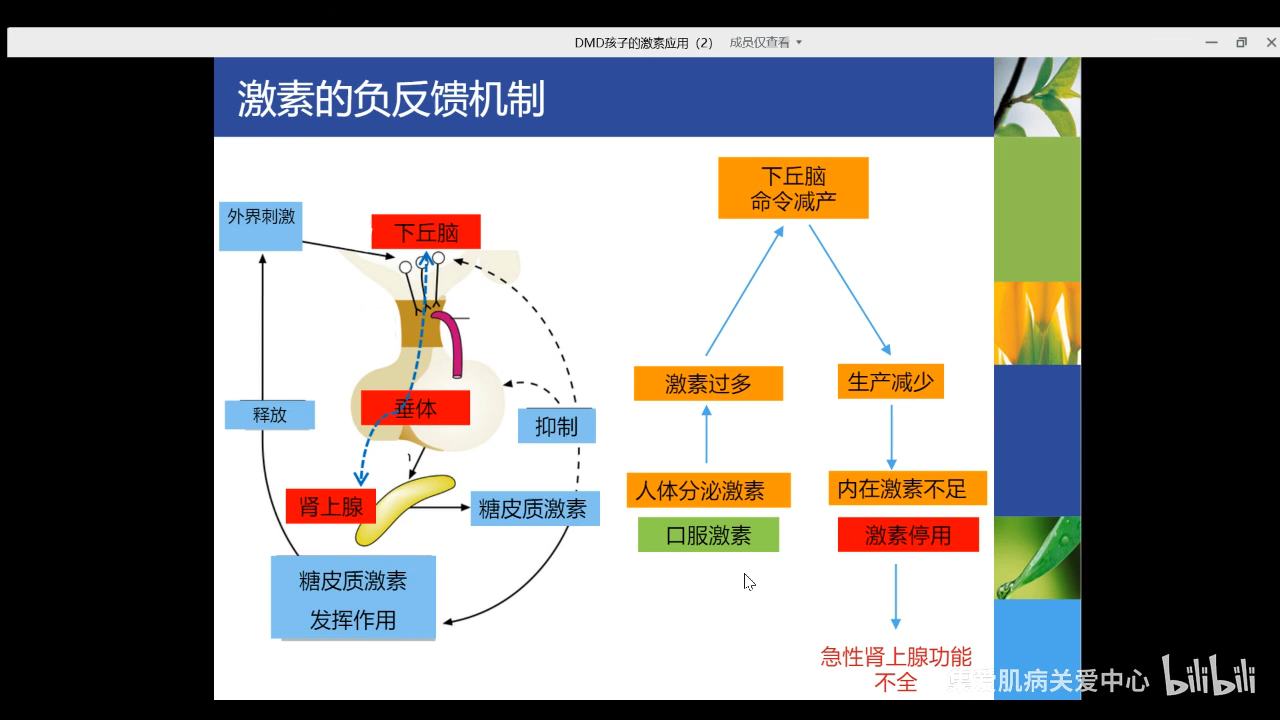 DMD孩子的激素应用（2） 成员仅查看
激素的负反馈机制
外界刺激
下丘脑
释放
垂体
抑制
肾上腺
糖皮质激素
糖皮质激素
发挥作用
下丘脑
命令减产
激素过多
生产减少
人体分泌激素
内在激素不足
口服激素
激素停用
急性肾上腺功能
不全
爱肌病关爱中心
bilibili